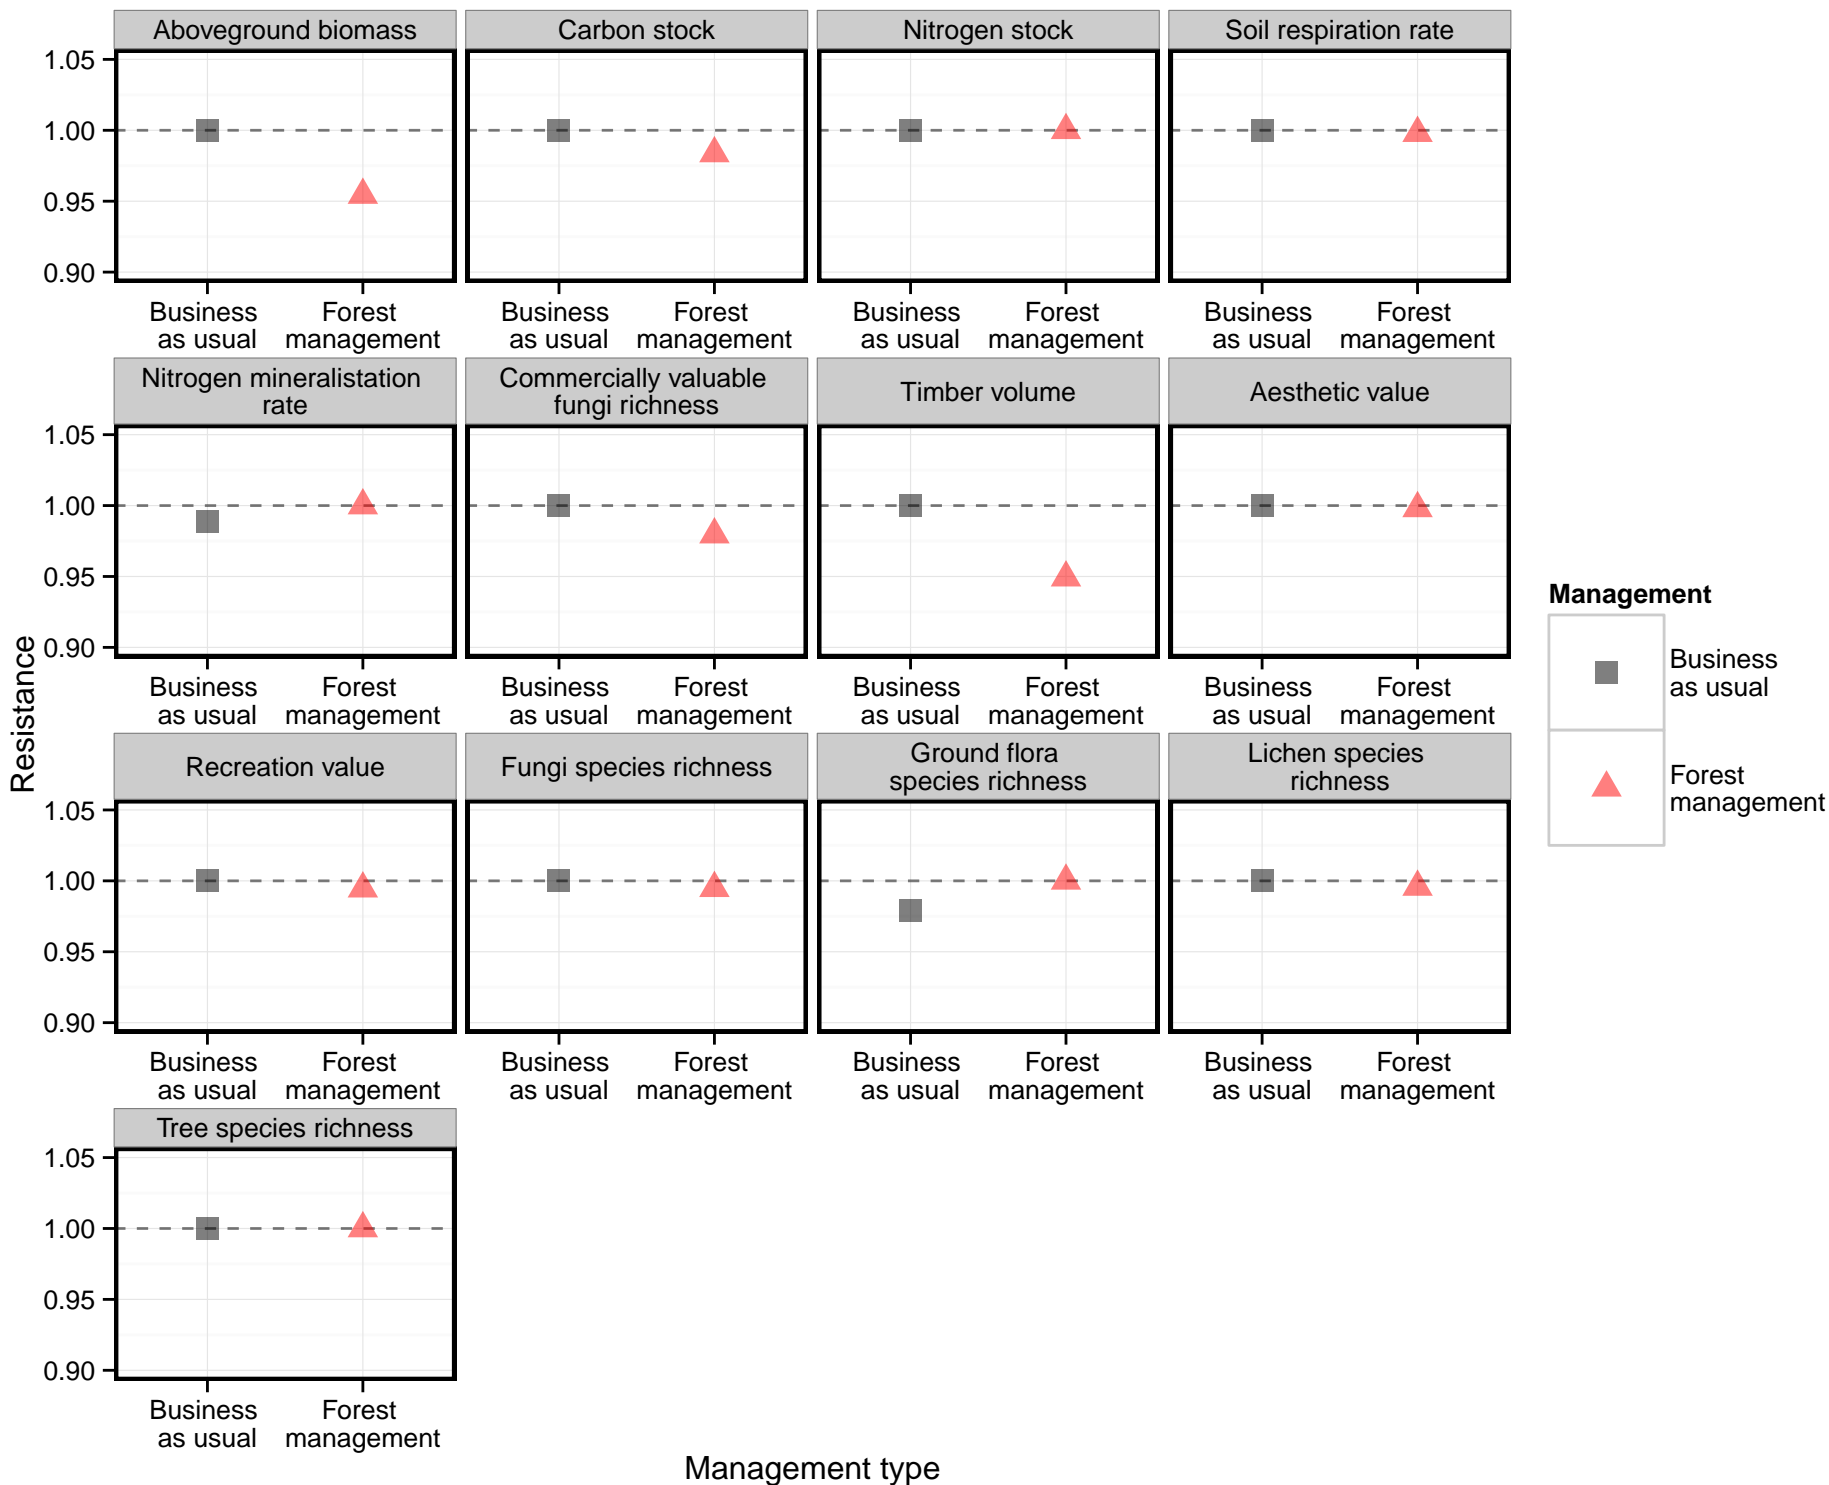 Aboveground biomass
Carbon stock
Nitrogen stock
Soil respiration rate
1.05
1.00
0.95
0.90
Business
as usual
Forest
management
Business
as usual
Forest
management
Business
as usual
Forest
management
Business
as usual
Forest
management
Nitrogen mineralistation
rate
Commercially valuable
fungi richness
Timber volume
Aesthetic value
1.05
1.00
0.95
0.90
Business
as usual
Forest
management
Business
as usual
Forest
management
Business
as usual
Forest
management
Business
as usual
Forest
management
Recreation value
Fungi species richness
Ground flora
species richness
Lichen species
richness
1.05
1.00
0.95
0.90
Business
as usual
Forest
management
Business
as usual
Forest
management
Business
as usual
Forest
management
Business
as usual
Forest
management
Tree species richness
1.05
1.00
0.95
0.90
Business
as usual
Forest
management
Resistance
Management type
Management
Business
as usual
Forest
management